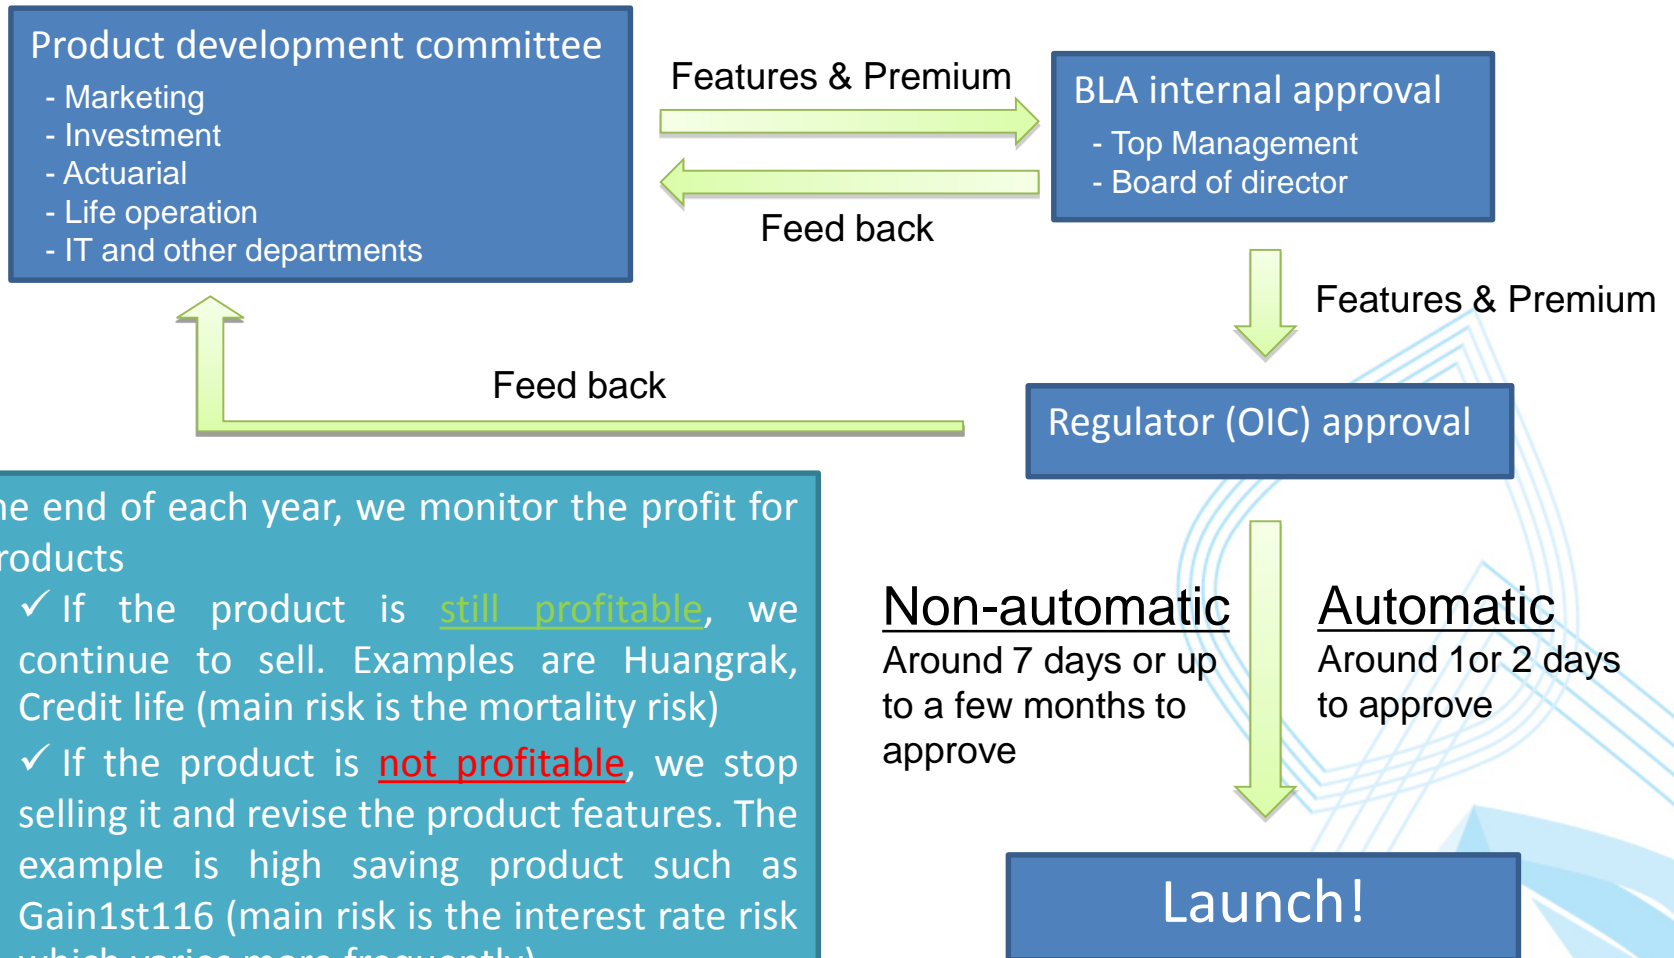 Product development committee
- Marketing
- Investment
- Actuarial
- Life operation
- IT and other departments
Features & Premium
Feed back
BLA internal approval
- Top Management
- Board of director
Features & Premium
Feed back
Regulator (OIC) approval
end of each year, we monitor the profit for
✓ If the product is still profitable, we
continue to sell. Examples are Huangrak,
Credit life (main risk is the mortality risk)
✓ If the product is not profitable, we stop
selling it and revise the product features. The
example is high saving product such as
Gain1st116 (main risk is the interest rate risk
which varies more frequently)
Non-automatic
Around 7 days or up
to a few months to
approve
Automatic
Around 1or 2 days
to approve
Launch!